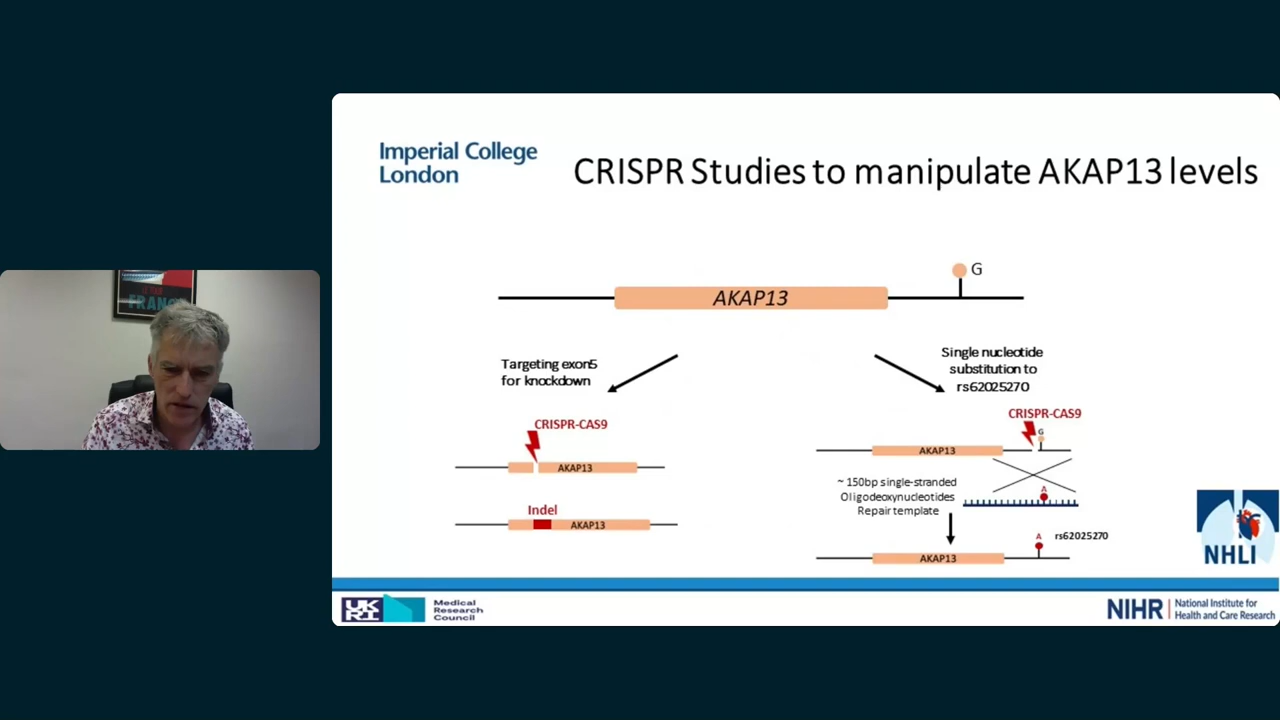 FRANC
Imperial College
London
CRISPR Studies to manipulate AKAP13 levels
G
AKAP13
Targeting exon5
for knockdown
Single nucleotide
substitution to
rs62025270
CRISPR-CAS9
AKAP13
Indel
AKAP13
CRISPR-CAS9
G
AKAP13
~ 150bp single-stranded
Oligodeoxynucleotides
Repair template
A
A
rs62025270
AKAP13
NHLI
UKRI
Medical
Research
Council
NIHR
National Institute for
Health and Care Research